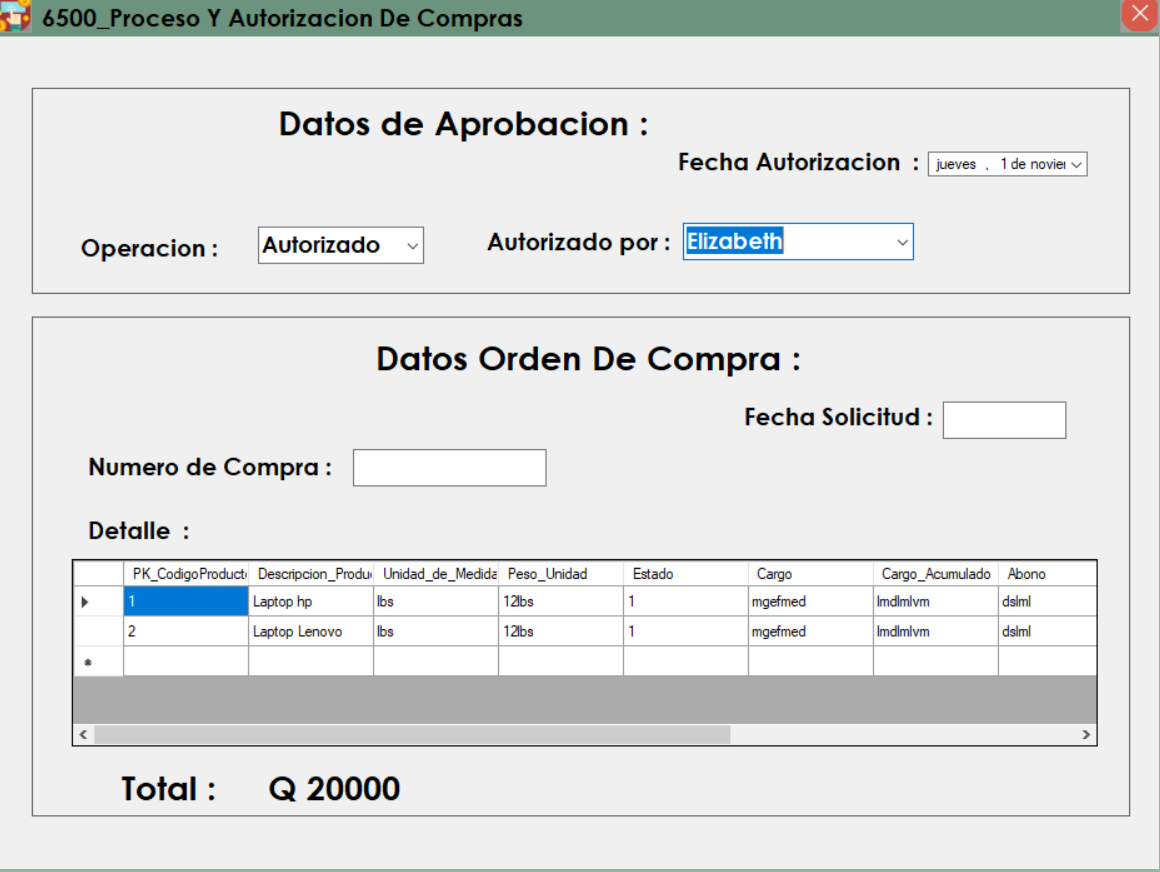 6500_Proceso Y Autorizacion De Compras
Datos de Aprobacion :
Fecha Autorizacion : jueves , 1 de noviei
Operacion : Autorizado Autorizado por : Elizabeth
Datos Orden De Compra :
Fecha Solicitud :
Numero de Compra :
Detalle :
PK_CodigoProducto Descripcion_Produ Unidad_de_Medida Peso_Unidad Estado Cargo Cargo_Acumulado Abono
1 Laptop hp lbs 12lbs 1 mgefmed lmdlmlvm dslml
2 Laptop Lenovo lbs 12lbs 1 mgefmed lmdlmlvm dslml
Total : Q 20000